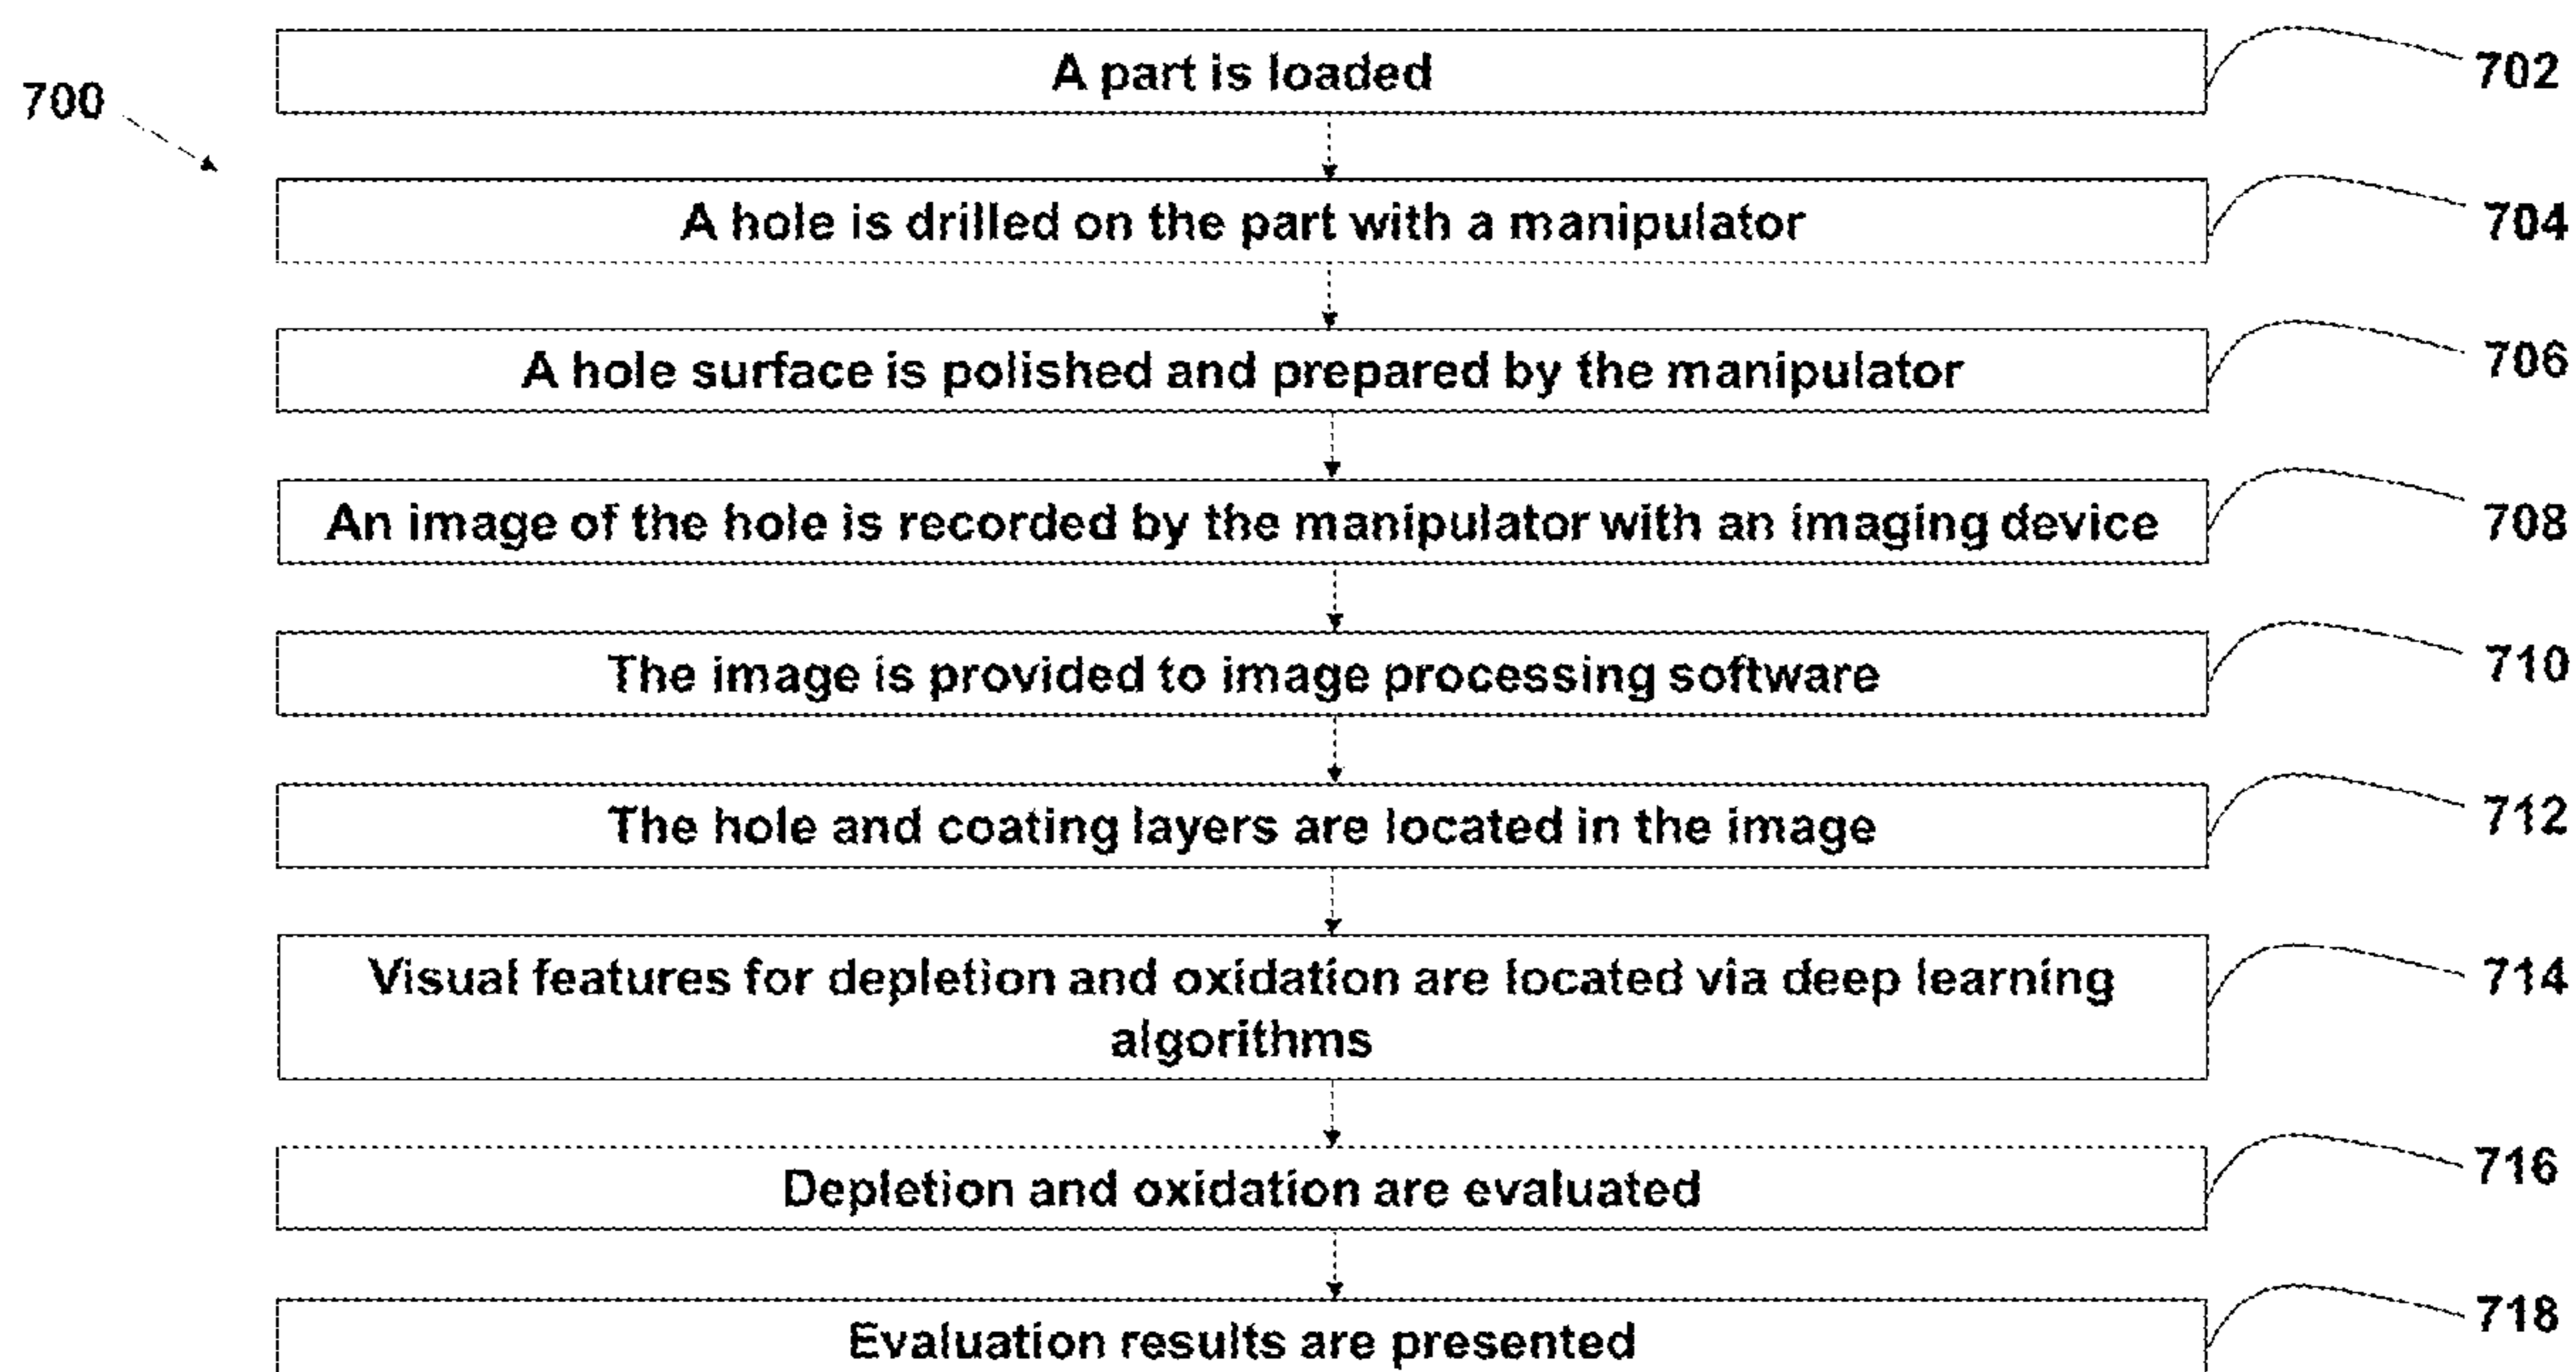 A part is loaded
702
700
A hole is drilled on the part with a manipulator
704
A hole surface is polished and prepared by the manipulator
706
An image of the hole is recorded by the manipulator with an imaging device
708
The image is provided to image processing software
710
The hole and coating layers are located in the image
712
Visual features for depletion and oxidation are located via deep learning
algorithms
714
Depletion and oxidation are evaluated
716
Evaluation results are presented
718